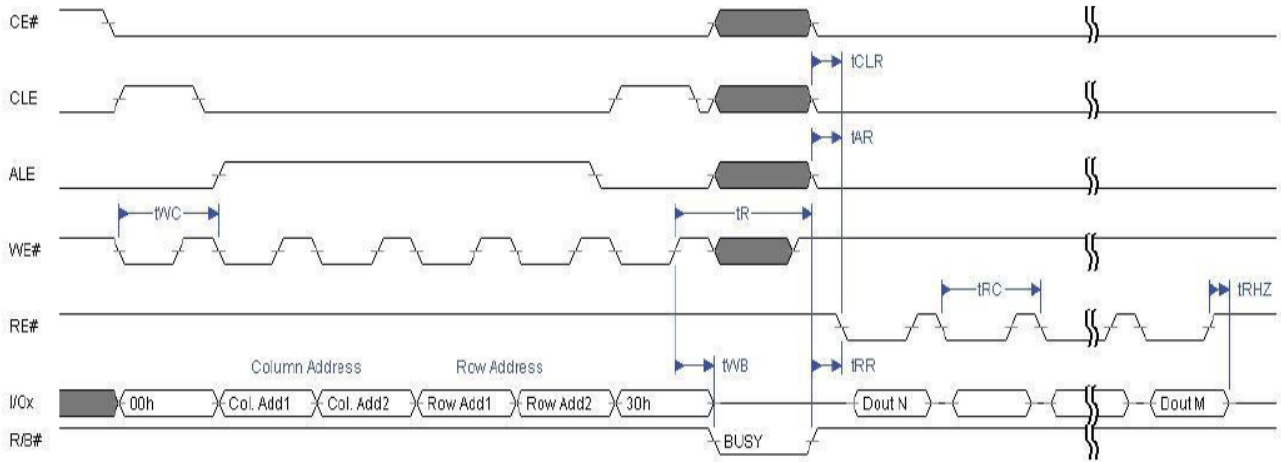 CE#
tCLR
CLE
tAR
ALE
tWC
tR
WE#
tRC
tRHZ
RE#
Column Address Row Address
tWB tRR
I/Ox 00h Col. Add1 Col. Add2 Row Add1 Row Add2 30h Dout N Dout M
R/B# BUSY